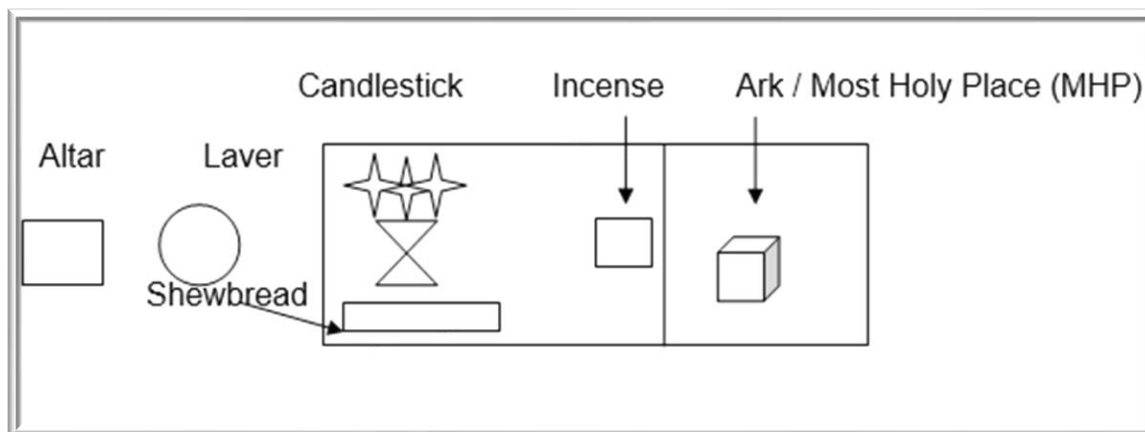 Candlestick Incense Ark / Most Holy Place (MHP)
Altar Laver
Shewbread